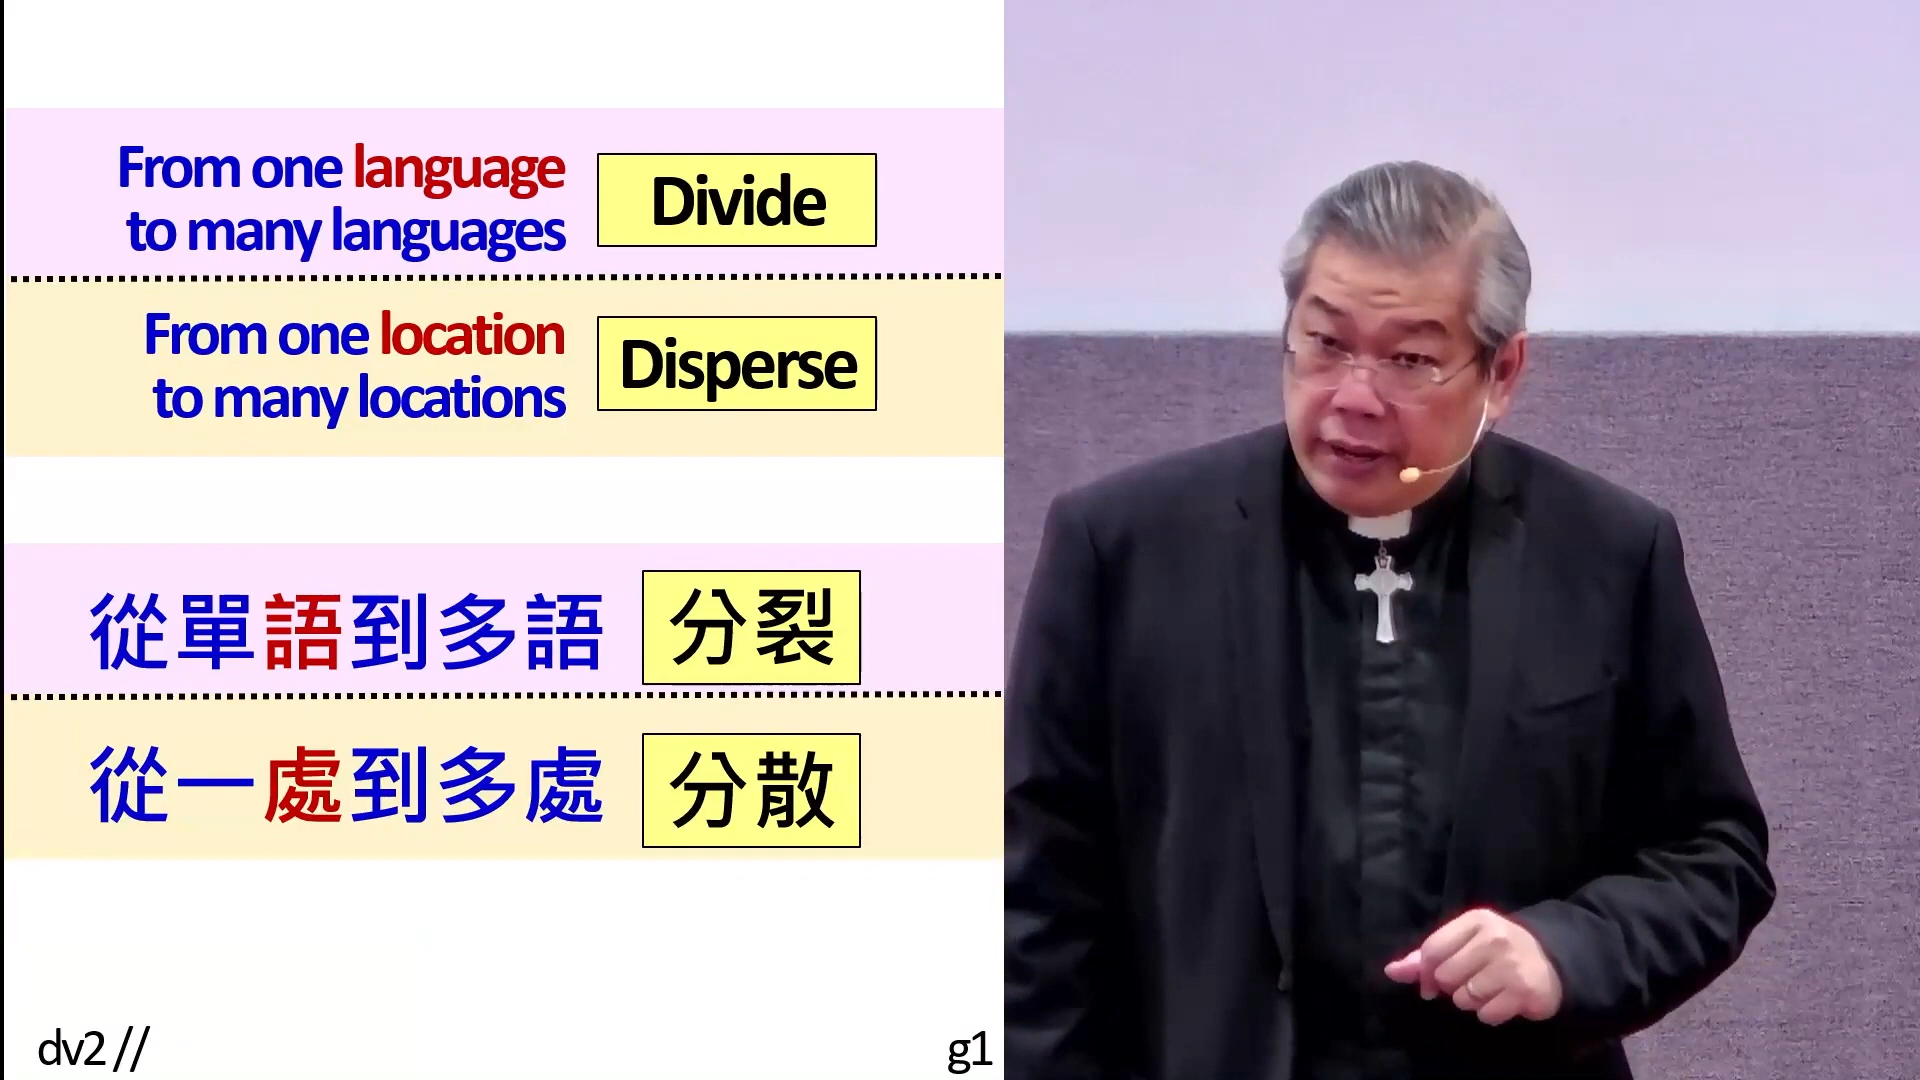 From one language
to many languages
Divide
From one location
to many locations
Disperse
從單語到多語
分裂
從一處到多處
分散
dv2 //
g1